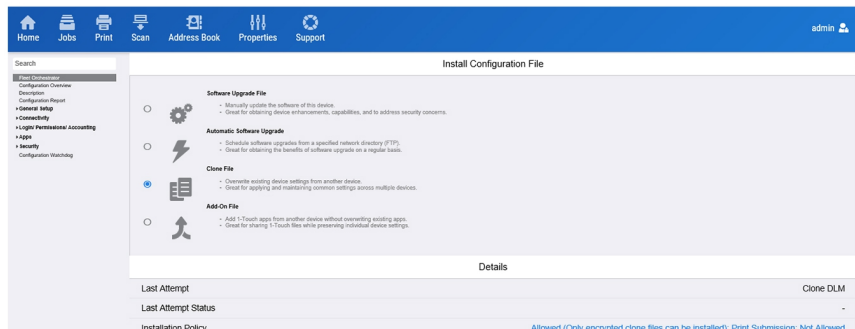 Home
Jobs
Print
Scan
Address Book
Properties
Support
admin
Search
Install Configuration File
Fleet Orchestrator
Configuration Overview
Description
Configuration Report
General Setup
Connectivity
Login/ Permissions/ Accounting
Apps
Security
Configuration Watchdog
Software Upgrade File
Manually update the software of this device.
Great for obtaining device enhancements, capabilities, and to address security concerns.
Automatic Software Upgrade
Schedule software upgrades from a specified network directory (FTP).
Great for obtaining the benefits of software upgrade on a regular basis.
Clone File
Overwrite existing device settings from another device.
Great for applying and maintaining common settings across multiple devices.
Add-On File
Add 1-Touch apps from another device without overwriting existing apps.
Great for sharing 1-Touch files while preserving individual device settings.
Details
Last Attempt
Clone DLM
Last Attempt Status
-
Installation Policy
Allowed (Only encrypted clone files can be installed); Print Submission: Not Allowed